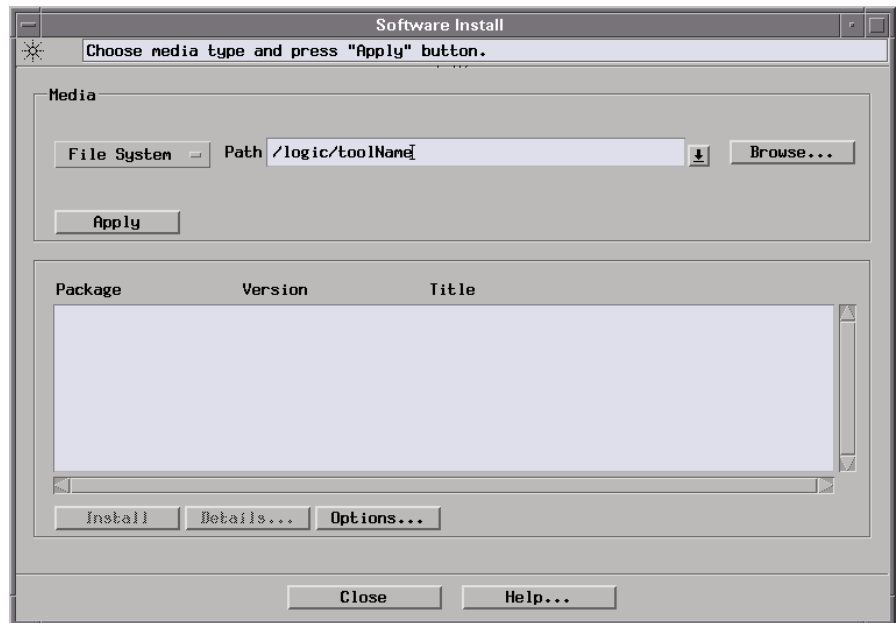 Software Install
Choose media type and press "Apply" button.
Media
File System Path /logic/toolName Browse...
Apply
Package Version Title
Install Details... Options...
Close Help...